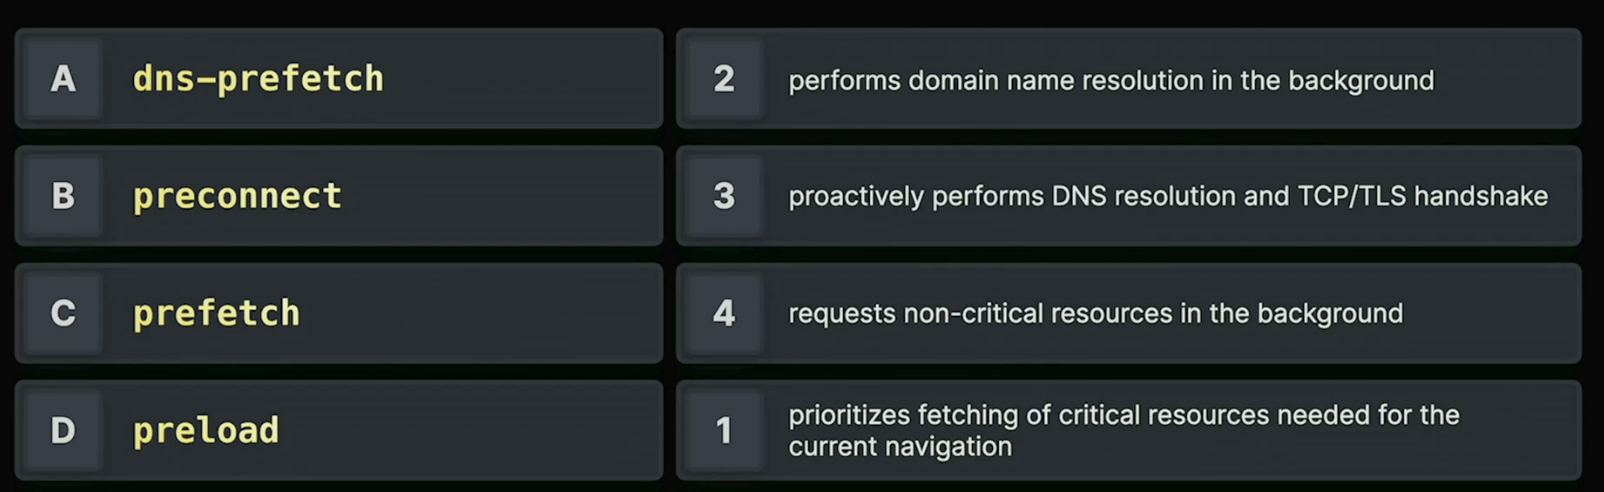 A dns-prefetch 2 performs domain name resolution in the background
B preconnect 3 proactively performs DNS resolution and TCP/TLS handshake
C prefetch 4 requests non-critical resources in the background
D preload 1 prioritizes fetching of critical resources needed for the
current navigation